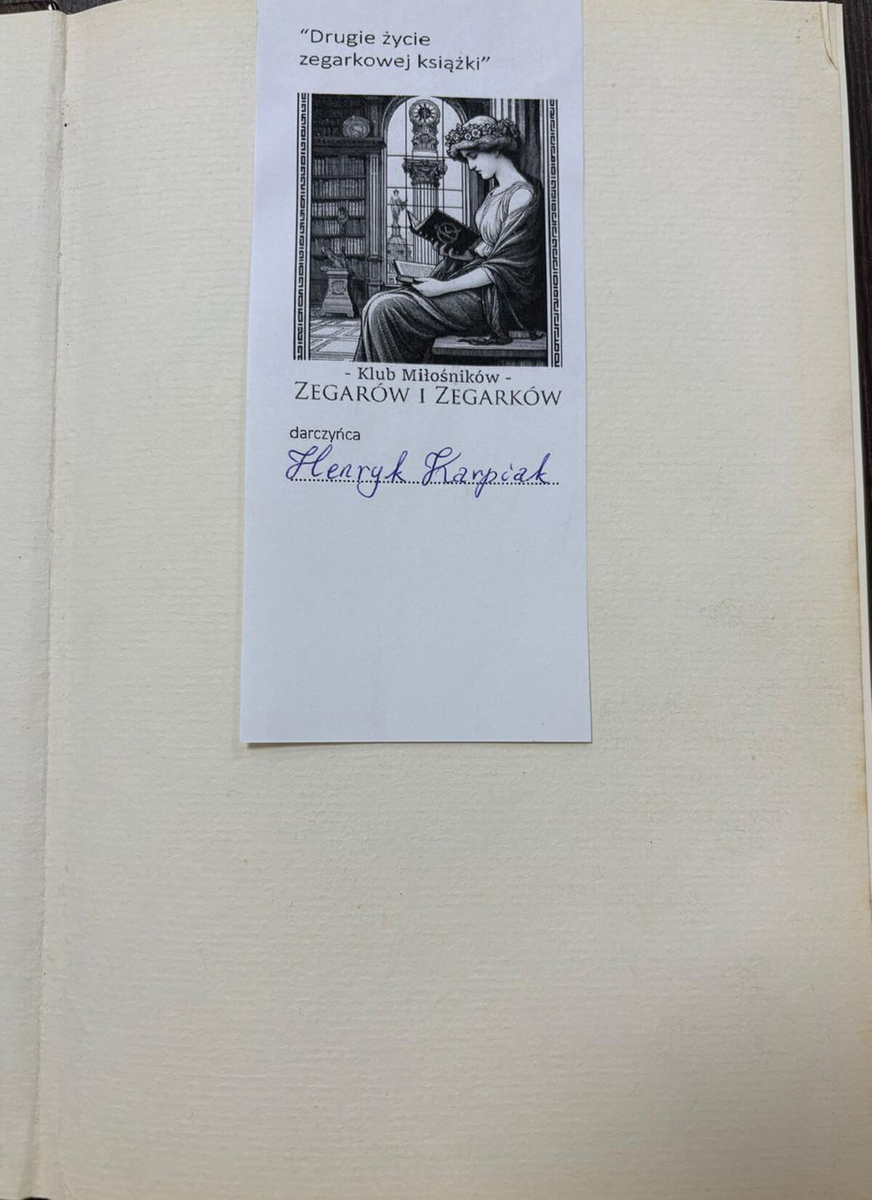 “Drugie życie
zegarkowej książki”
- Klub Miłośników -
ZEGARÓW I ZEGARKÓW
darczyńca
Henryk Karpiak